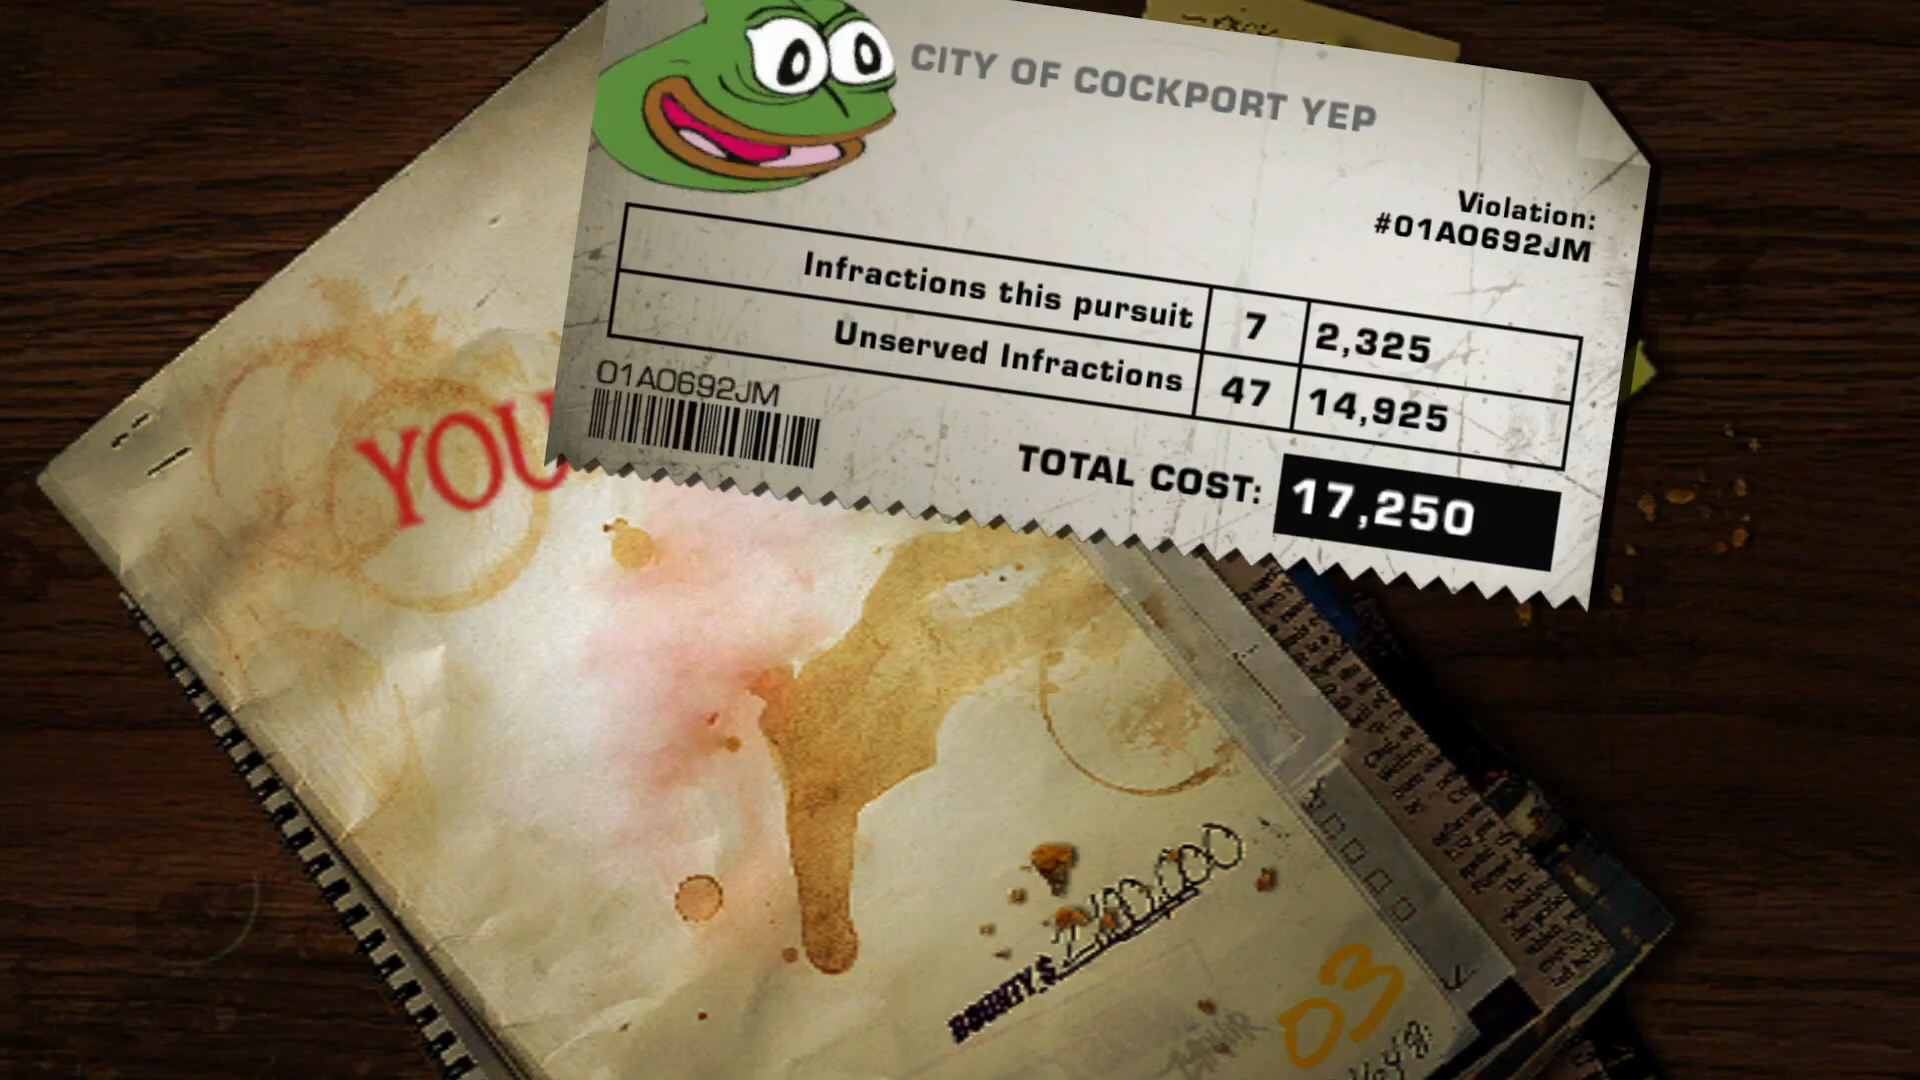 CITY OF COCKPORT YEP
Violation:
#01A0692JM
Infractions this pursuit 7 2,325
Unserved Infractions 47 14,925
01A0692JM
TOTAL COST: 17,250
YOU
BOUNTY $
03